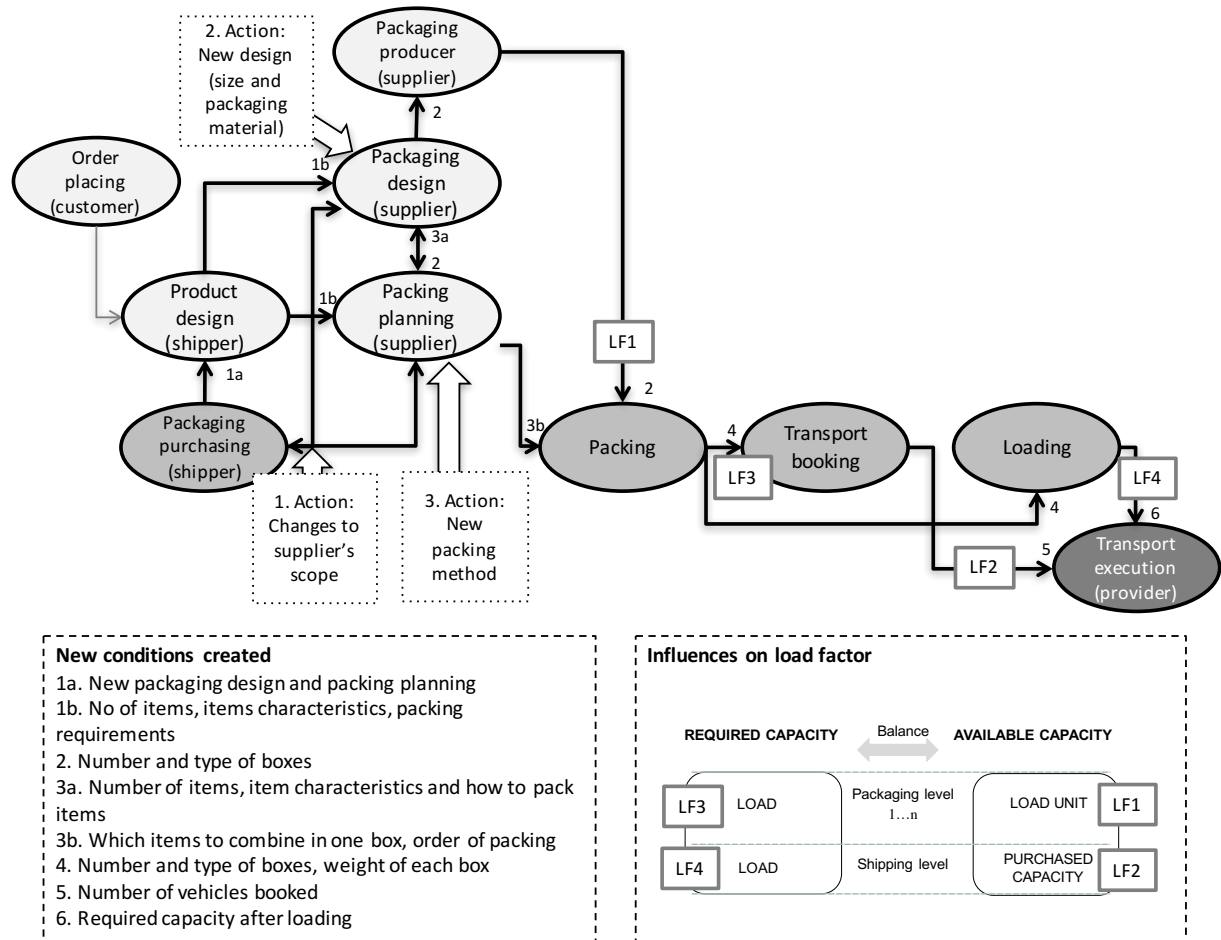 2. Action:
New design
(size and
packaging
material)
Packaging
producer
(supplier)
2
Order
placing
(customer)
1b
Packaging
design
(supplier)
3a
2
Product
design
(shipper)
1b
Packing
planning
(supplier)
LF1
1a
2
Packaging
purchasing
(shipper)
3b
Packing
4
LF3
Transport
booking
Loading
LF4
4
6
1. Action:
Changes to
supplier's
scope
3. Action:
New
packing
method
LF2
5
Transport
execution
(provider)
New conditions created
1a. New packaging design and packing planning
1b. No of items, items characteristics, packing
requirements
2. Number and type of boxes
3a. Number of items, item characteristics and how to pack
items
3b. Which items to combine in one box, order of packing
4. Number and type of boxes, weight of each box
5. Number of vehicles booked
6. Required capacity after loading
Influences on load factor
REQUIRED CAPACITY
Balance
AVAILABLE CAPACITY
LF3
LOAD
Packaging level
1...n
LOAD UNIT
LF1
LF4
LOAD
Shipping level
PURCHASED
CAPACITY
LF2